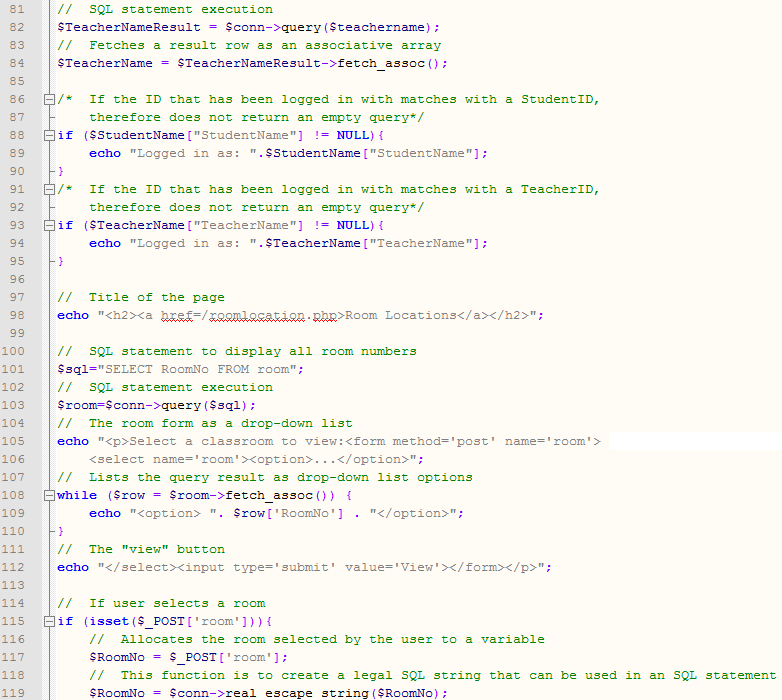 81 // SQL statement execution
82 $TeacherNameResult = $conn->query($teachername);
83 // Fetches a result row as an associative array
84 $TeacherName = $TeacherNameResult->fetch_assoc();
85
86 /* If the ID that has been logged in with matches with a StudentID,
87 therefore does not return an empty query*/
88 if ($StudentName["StudentName"] != NULL){
89 echo "Logged in as: ".$StudentName["StudentName"];
90 }
91 /* If the ID that has been logged in with matches with a TeacherID,
92 therefore does not return an empty query*/
93 if ($TeacherName["TeacherName"] != NULL){
94 echo "Logged in as: ".$TeacherName["TeacherName"];
95 }
96
97 // Title of the page
98 echo "<h2><a href=/roomlocation.php>Room Locations</a></h2>";
99
100 // SQL statement to display all room numbers
101 $sql="SELECT RoomNo FROM room";
102 // SQL statement execution
103 $room=$conn->query($sql);
104 // The room form as a drop-down list
105 echo "<p>Select a classroom to view:<form method='post' name='room'>
106 <select name='room'><option>...</option>";
107 // Lists the query result as drop-down list options
108 while ($row = $room->fetch_assoc()) {
109 echo "<option> ". $row['RoomNo'] . "</option>";
110 }
111 // The "view" button
112 echo "</select><input type='submit' value='View'></form></p>";
113
114 // If user selects a room
115 if (isset($_POST['room'])){
116 // Allocates the room selected by the user to a variable
117 $RoomNo = $_POST['room'];
118 // This function is to create a legal SQL string that can be used in an SQL statement
119 $RoomNo = $conn->real_escape_string($RoomNo);